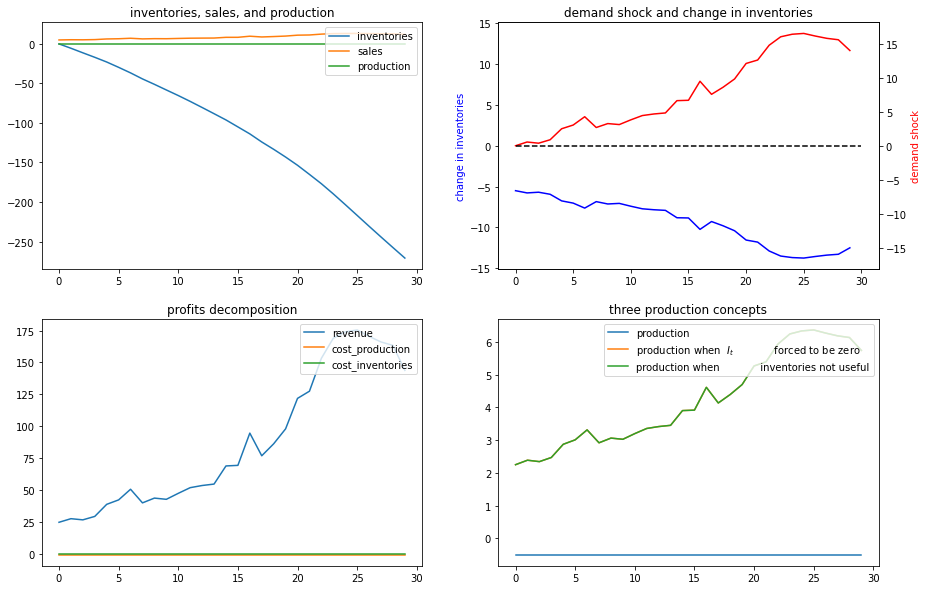 inventories, sales, and production
0
−50
−100
−150
−200
−250
0 5 10 15 20 25 30
inventories
sales
production
demand shock and change in inventories
change in inventories
15
10
5
0
−5
−10
−15
0 5 10 15 20 25 30
15
10
5
0
−5
−10
−15
demand shock
profits decomposition
175
150
125
100
75
50
25
0
0 5 10 15 20 25 30
revenue
cost_production
cost_inventories
three production concepts
6
5
4
3
2
1
0
0 5 10 15 20 25 30
production
production when I_t forced to be zero
production when inventories not useful